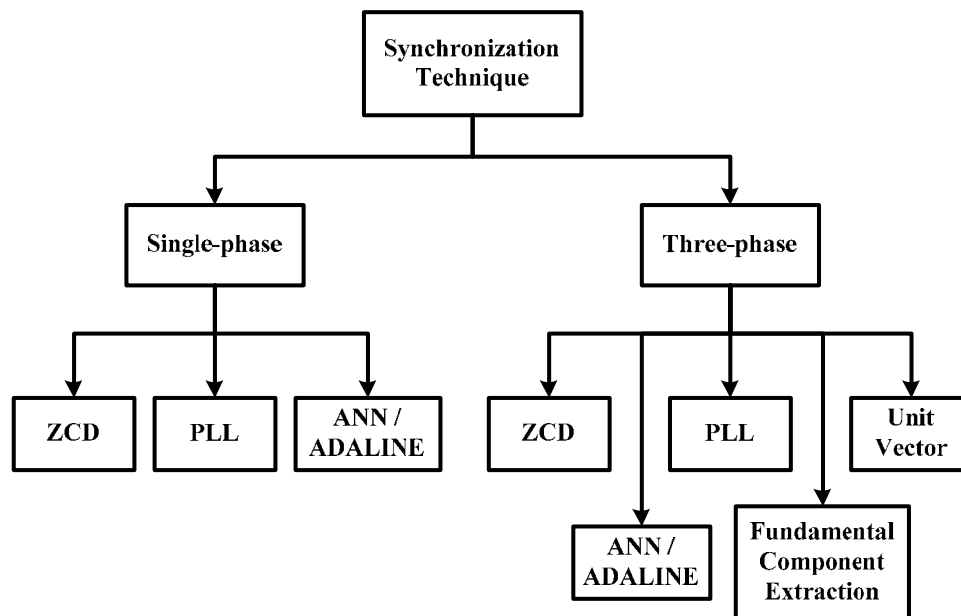 Synchronization
Technique
Single-phase
Three-phase
ZCD
PLL
ANN /
ADALINE
ZCD
PLL
Unit
Vector
ANN /
ADALINE
Fundamental
Component
Extraction